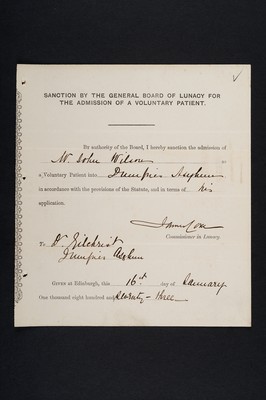 SANCTION BY THE GENERAL BOARD OF LUNACY FOR
THE ADMISSION OF A VOLUNTARY PATIENT.
By authority of the Board, I hereby sanction the admission of
Mr. John Wilson as
a Voluntary Patient into Dumfries Asylum
in accordance with the provisions of the Statute, and in terms of his
application.
James Coxe
Commissioner in Lunacy.
To Dr. Gilchrist
Dumfries Asylum
GIVEN at Edinburgh, this 16th day of January
One thousand eight hundred and seventy-three